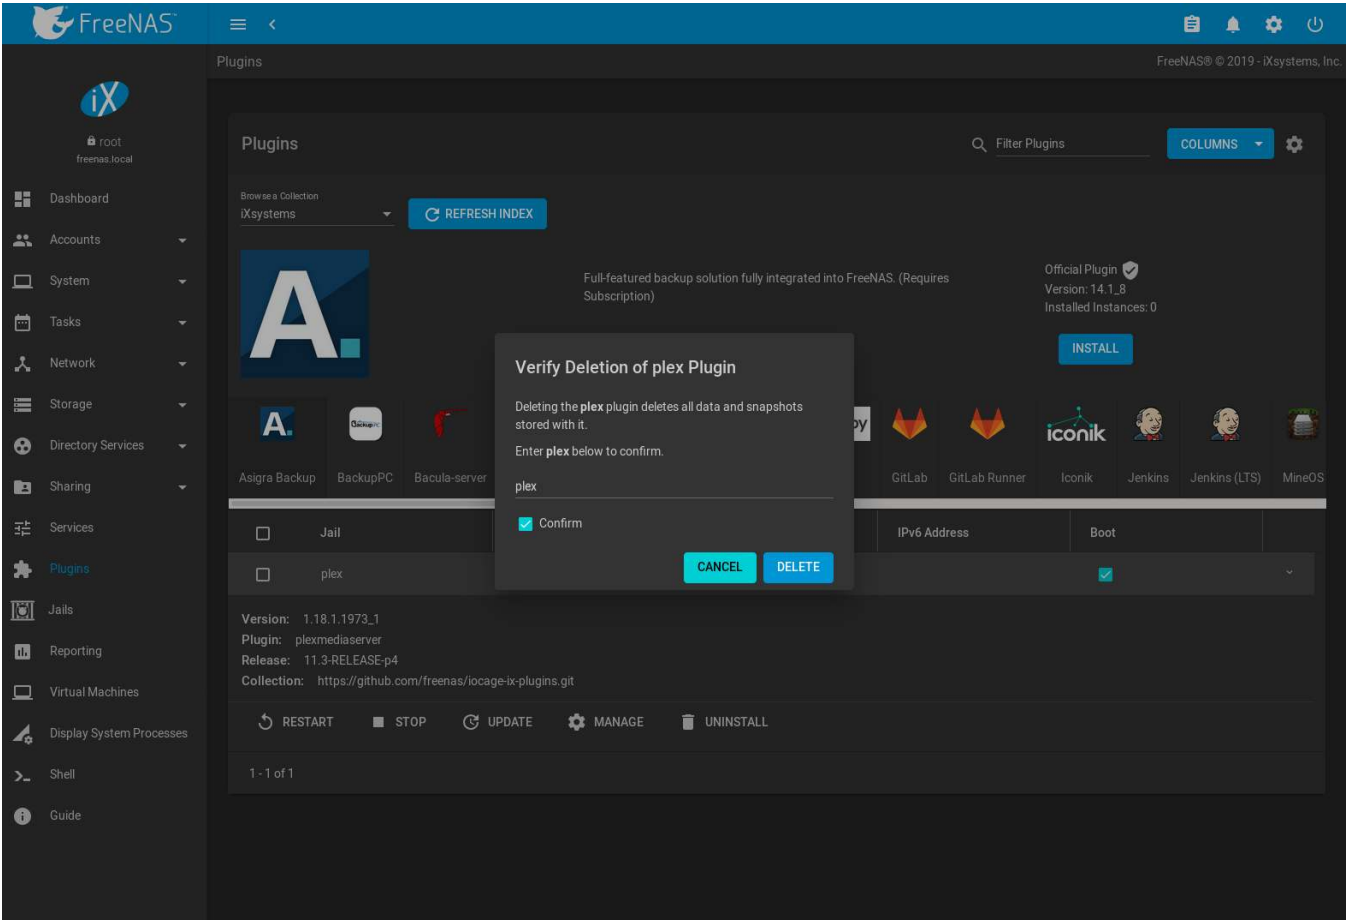 FreeNAS
Plugins
FreeNAS® © 2019 - iXsystems, Inc.
iX
root
freenas.local
Dashboard
Accounts
System
Tasks
Network
Storage
Directory Services
Sharing
Services
Plugins
Jails
Reporting
Virtual Machines
Display System Processes
Shell
Guide
Plugins
Filter Plugins
COLUMNS
Browse a Collection
iXsystems
REFRESH INDEX
A.
Full-featured backup solution fully integrated into FreeNAS. (Requires
Subscription)
Official Plugin
Version: 14.1_8
Installed Instances: 0
INSTALL
A.
BackupPC
iconik
Asigra Backup
BackupPC
Bacula-server
GitLab
GitLab Runner
Iconik
Jenkins
Jenkins (LTS)
MineOS
Verify Deletion of plex Plugin
Deleting the plex plugin deletes all data and snapshots
stored with it.
Enter plex below to confirm.
plex
Confirm
CANCEL
DELETE
Jail
IPv6 Address
Boot
plex
Version: 1.18.1.1973_1
Plugin: plexmediaserver
Release: 11.3-RELEASE-p4
Collection: https://github.com/freenas/iocage-ix-plugins.git
RESTART
STOP
UPDATE
MANAGE
UNINSTALL
1 - 1 of 1